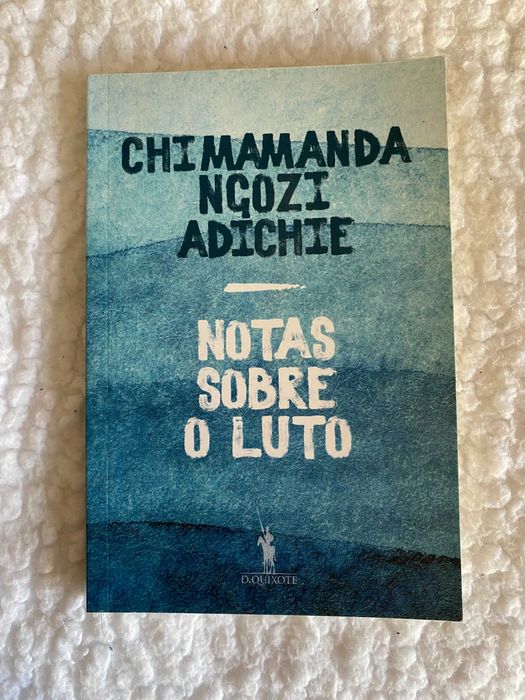 CHIMAMANDA
NGOZI
ADICHIE
NOTAS
SOBRE
O LUTO
D.QUIXOTE